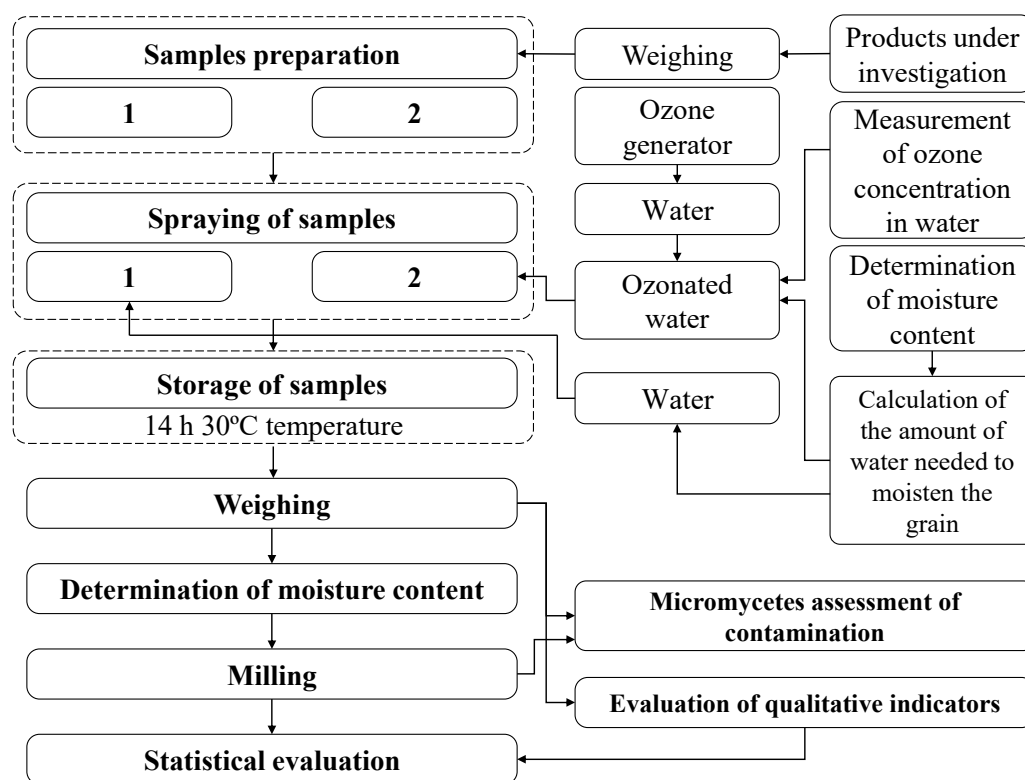 Samples preparation
1
2
Weighing
Products under
investigation
Ozone
generator
Measurement
of ozone
concentration
in water
Water
Spraying of samples
1
2
Ozonated
water
Determination
of moisture
content
Storage of samples
14 h 30ºC temperature
Water
Calculation of
the amount of
water needed to
moisten the
grain
Weighing
Determination of moisture content
Micromycetes assessment of
contamination
Milling
Evaluation of qualitative indicators
Statistical evaluation